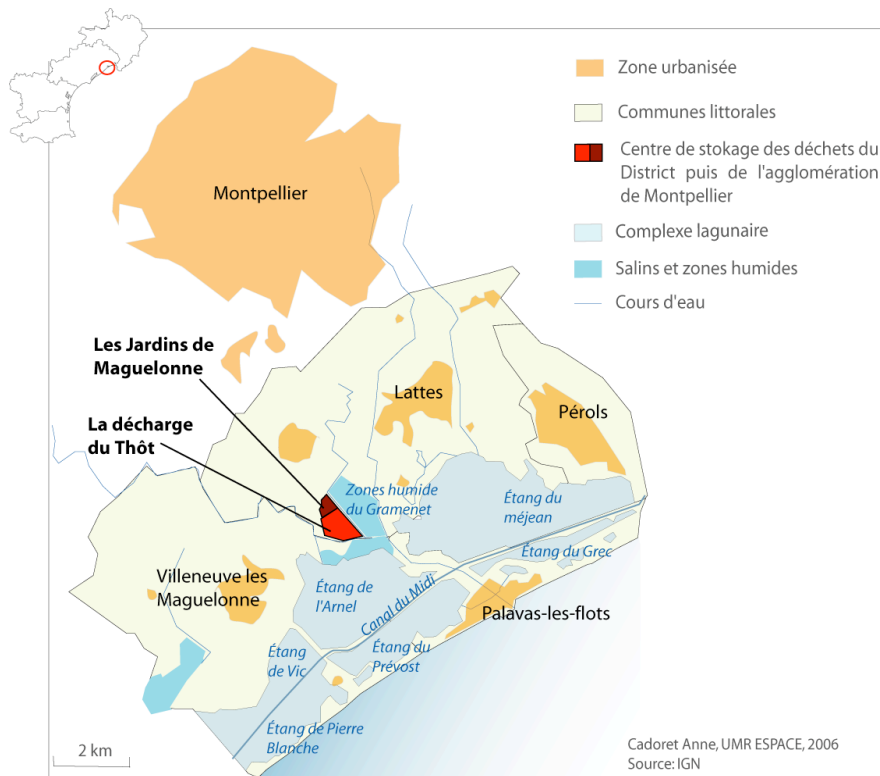 Zone urbanisée
Communes littorales
Centre de stokage des déchets du
District puis de l'agglomération
de Montpellier
Complexe lagunaire
Salins et zones humides
Cours d'eau
Montpellier
Les Jardins de
Maguelonne
La décharge
du Thôt
Lattes
Pérols
Zones humide
du Gramenet
Étang du
méjean
Étang du Grec
Villeneuve les
Maguelonne
Étang de
l'Arnel
Canal du Midi
Palavas-les-flots
Étang
de Vic
Étang du
Prévost
Étang de Pierre
Blanche
2 km
Cadoret Anne, UMR ESPACE, 2006
Source: IGN